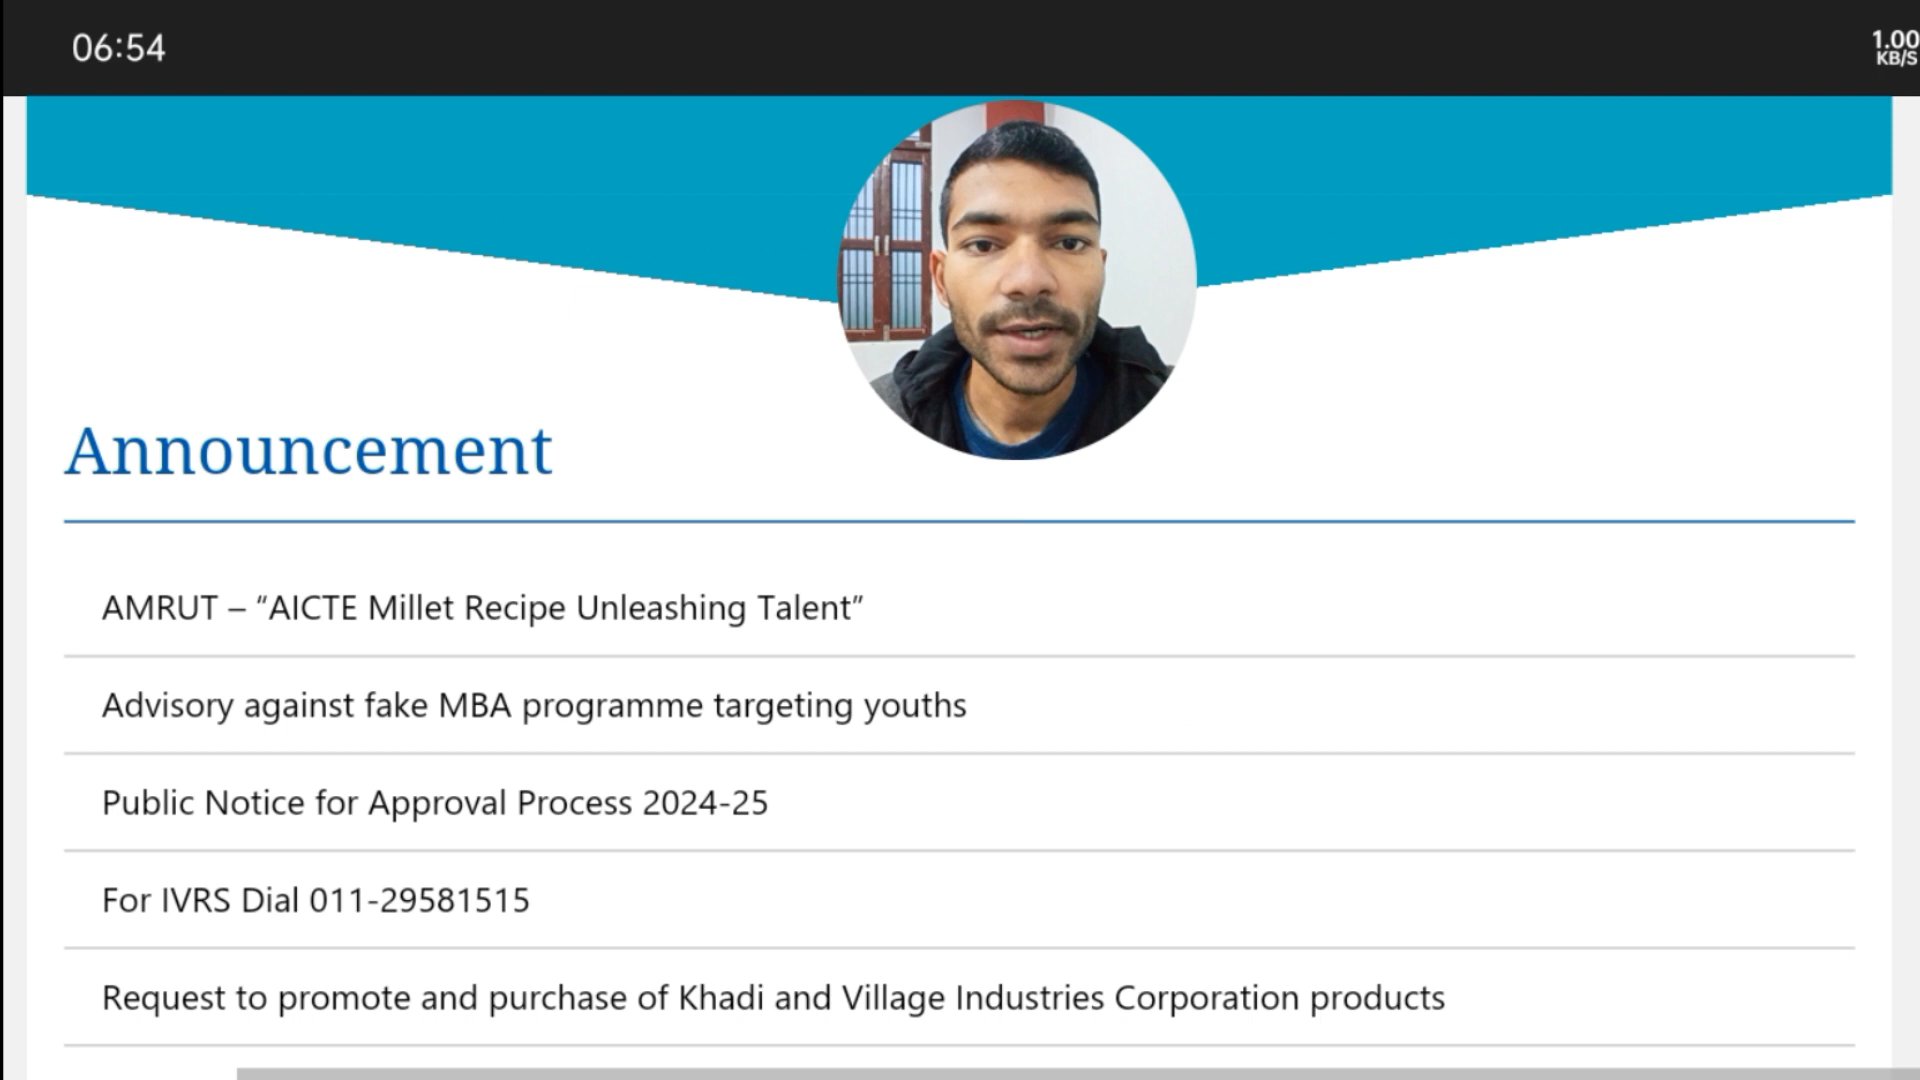 06:54
1.00
KB/S
Announcement
AMRUT – “AICTE Millet Recipe Unleashing Talent”
Advisory against fake MBA programme targeting youths
Public Notice for Approval Process 2024-25
For IVRS Dial 011-29581515
Request to promote and purchase of Khadi and Village Industries Corporation products